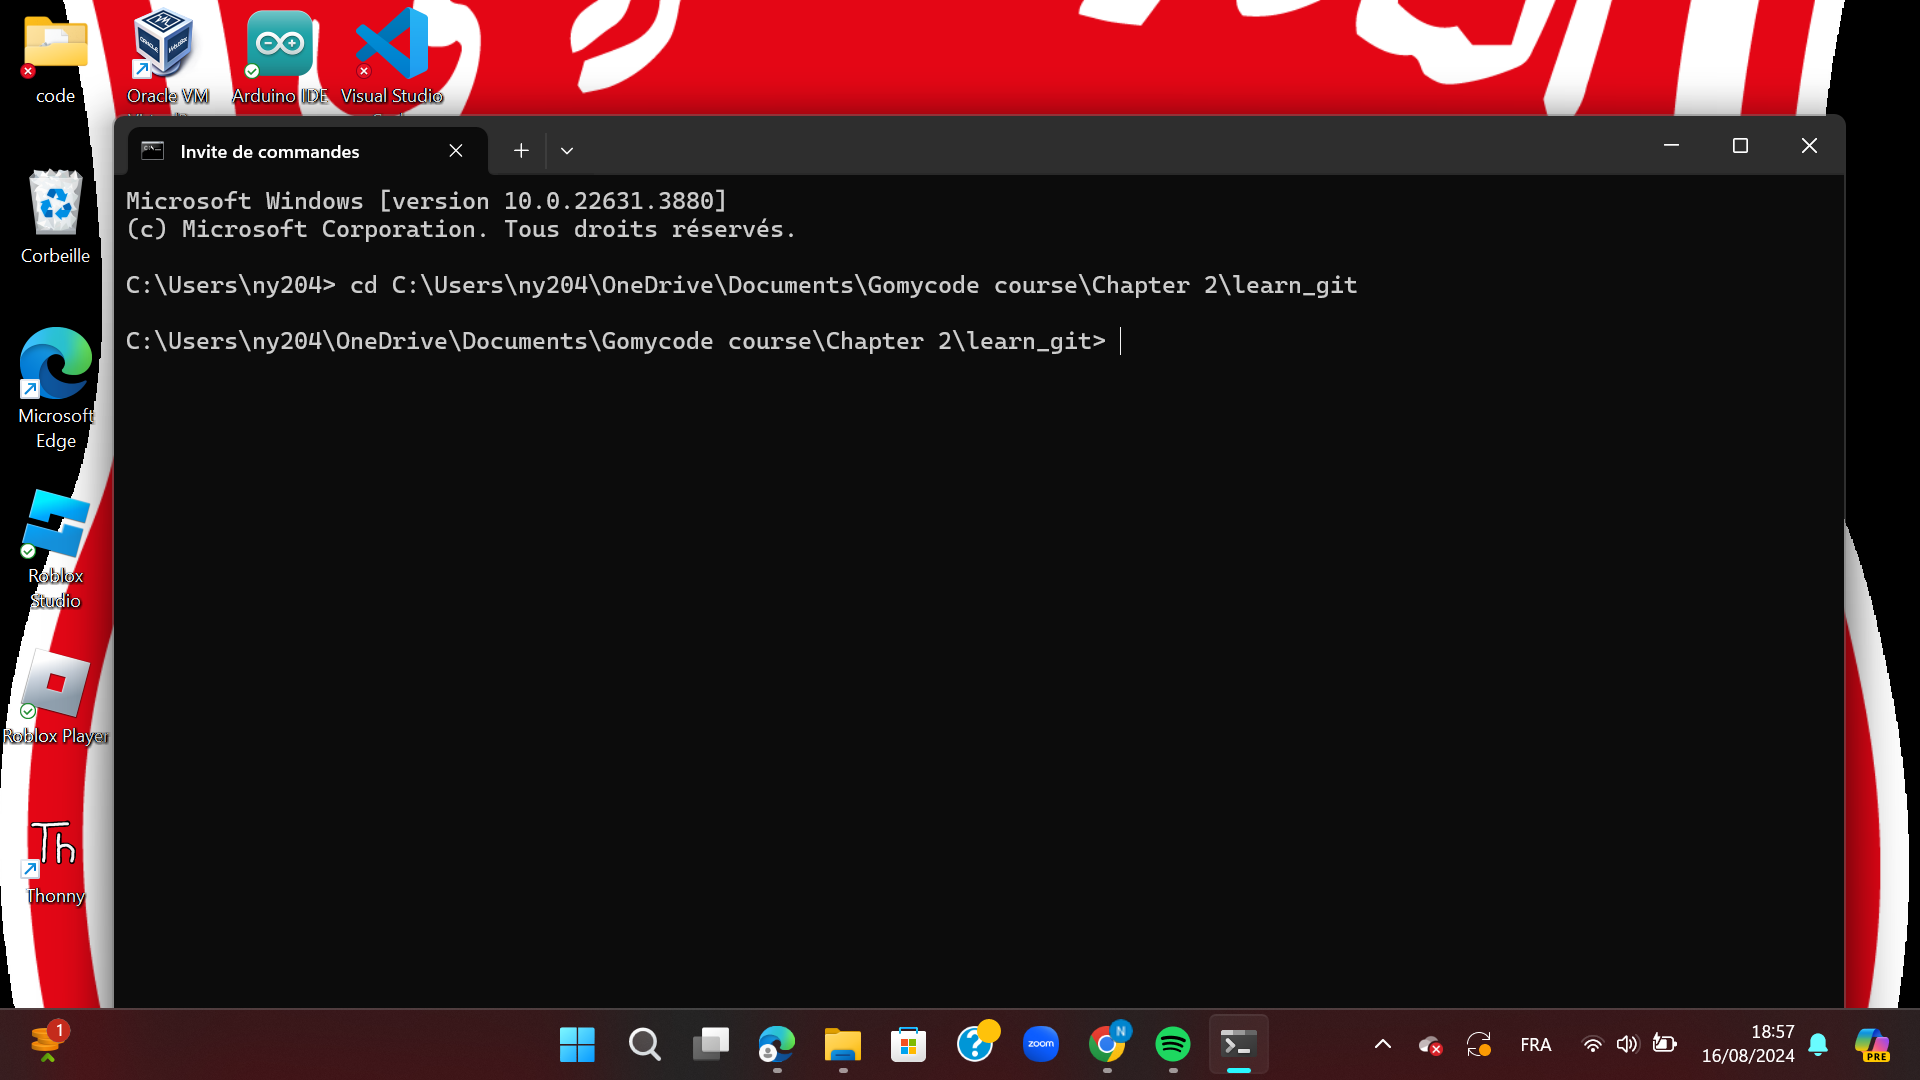 code
Oracle VM
Arduino IDE
Visual Studio
Invite de commandes
Microsoft Windows [version 10.0.22631.3880]
(c) Microsoft Corporation. Tous droits réservés.
C:\Users\ny204> cd C:\Users\ny204\OneDrive\Documents\Gomycode course\Chapter 2\learn_git
C:\Users\ny204\OneDrive\Documents\Gomycode course\Chapter 2\learn_git>
Corbeille
Microsoft
Edge
Roblox
Studio
Roblox Player
Th
Thonny
1
zoom
N
FRA
18:57
16/08/2024
PRE